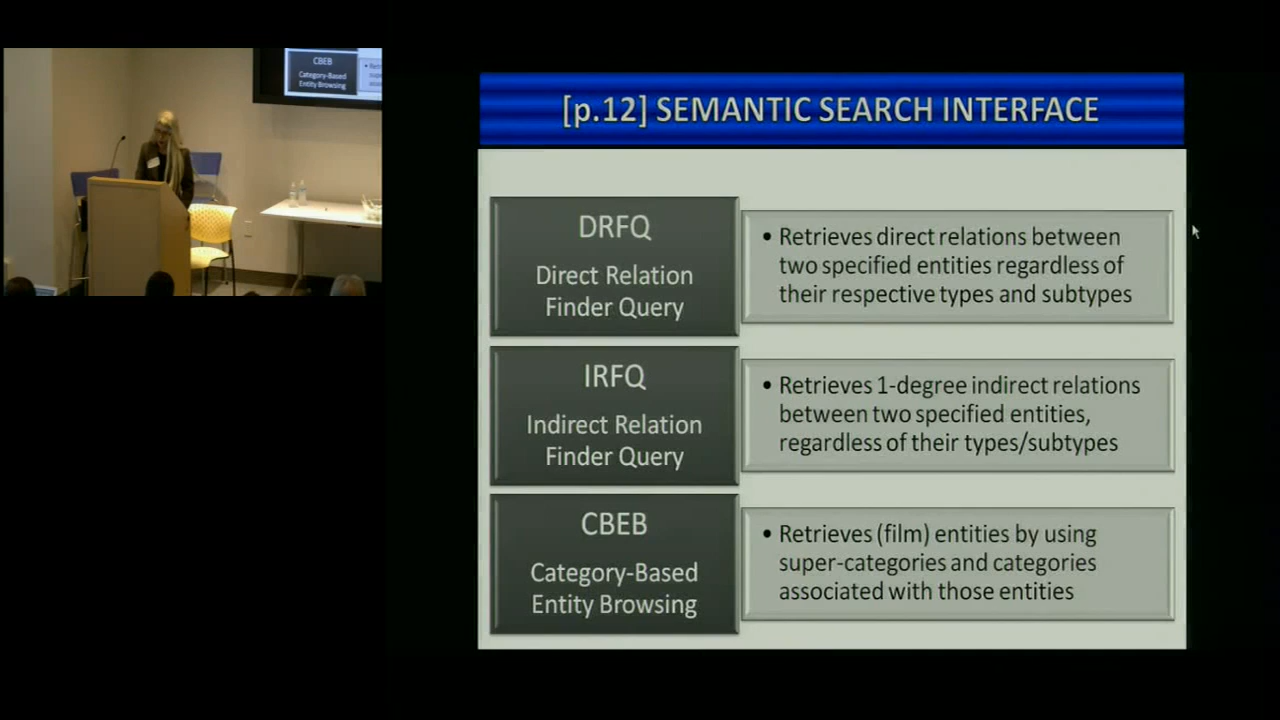 CBEB
Category-Based
Entity Browsing
[p.12] SEMANTIC SEARCH INTERFACE
DRFQ
Direct Relation
Finder Query
• Retrieves direct relations between
two specified entities regardless of
their respective types and subtypes
IRFQ
Indirect Relation
Finder Query
• Retrieves 1-degree indirect relations
between two specified entities,
regardless of their types/subtypes
CBEB
Category-Based
Entity Browsing
• Retrieves (film) entities by using
super-categories and categories
associated with those entities